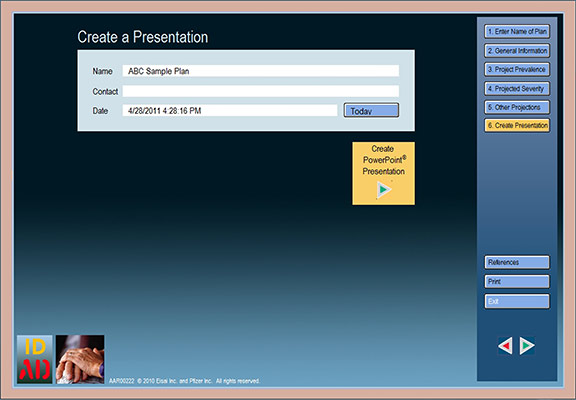 Create a Presentation
Name ABC Sample Plan
Contact
Date 4/28/2011 4:28:16 PM Today
Create
PowerPoint®
Presentation
1. Enter Name of Plan
2. General Information
3. Project Prevalence
4. Projected Severity
5. Other Projections
6. Create Presentation
References
Print
Exit
ID
AD
AAR00222 © 2010 Eisai Inc. and Pfizer Inc. All rights reserved.